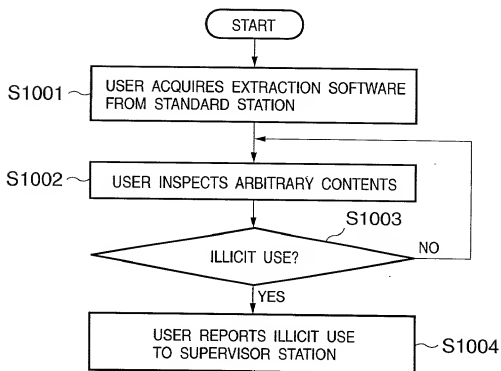 START
S1001
USER ACQUIRES EXTRACTION SOFTWARE
FROM STANDARD STATION
S1002
USER INSPECTS ARBITRARY CONTENTS
S1003
ILLICIT USE?
NO
YES
USER REPORTS ILLICIT USE
TO SUPERVISOR STATION
S1004